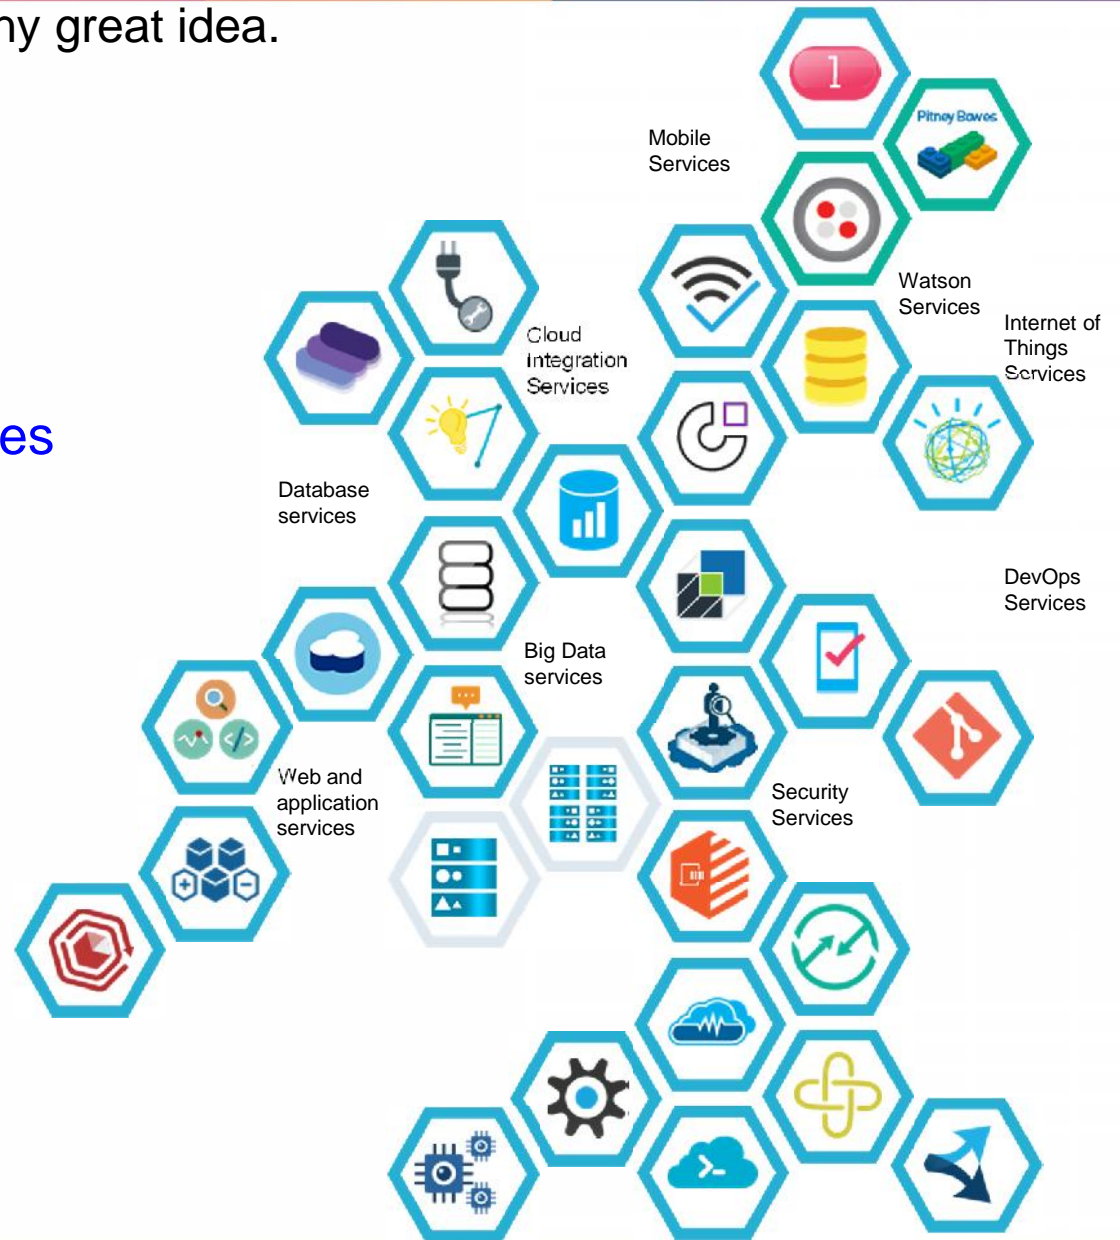 ny great idea.
1
Pitney Bowes
Mobile
Services
Watson
Services
Internet of
Things
Services
Cloud
Integration
Services
es
Database
services
DevOps
Services
Big Data
services
Web and
application
services
Security
Services